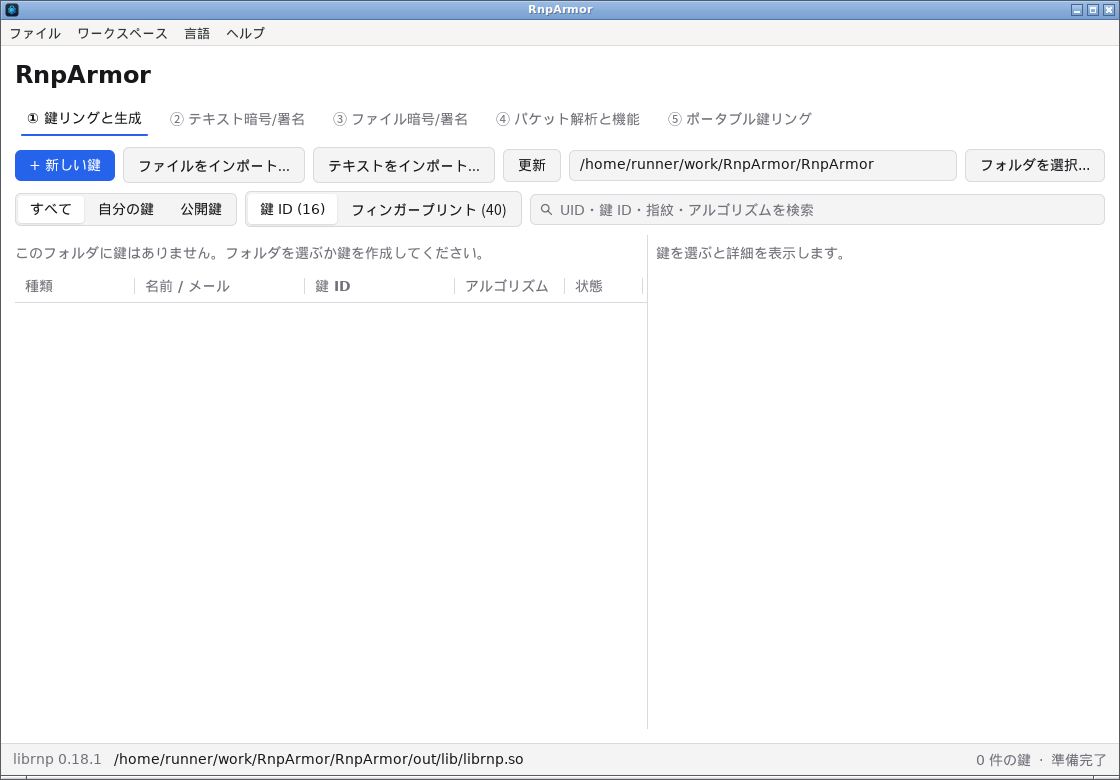 RnpArmor
ファイル ワークスペース 言語 ヘルプ
RnpArmor
① 鍵リングと生成 ② テキスト暗号/署名 ③ ファイル暗号/署名 ④ パケット解析と機能 ⑤ ポータブル鍵リング
+ 新しい鍵 ファイルをインポート... テキストをインポート... 更新 /home/runner/work/RnpArmor/RnpArmor フォルダを選択...
すべて 自分の鍵 公開鍵 鍵 ID (16) フィンガープリント (40) UID・鍵 ID・指紋・アルゴリズムを検索
このフォルダに鍵はありません。フォルダを選ぶか鍵を作成してください。 鍵を選ぶと詳細を表示します。
種類 名前 / メール 鍵 ID アルゴリズム 状態
librnp 0.18.1 /home/runner/work/RnpArmor/RnpArmor/out/lib/librnp.so 0 件の鍵 · 準備完了